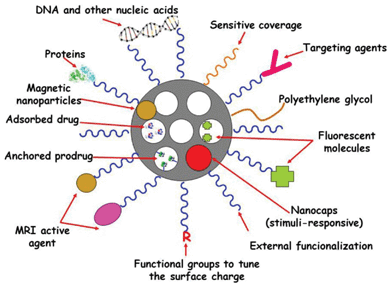 DNA and other nucleic acids
Sensitive coverage
Targeting agents
Proteins
Magnetic
nanoparticles
Polyethylene glycol
Adsorbed drug
Fluorescent
molecules
Anchored prodrug
Nanocaps
(stimuli-responsive)
MRI active
agent
External funcionalization
R
Functional groups to tune
the surface charge